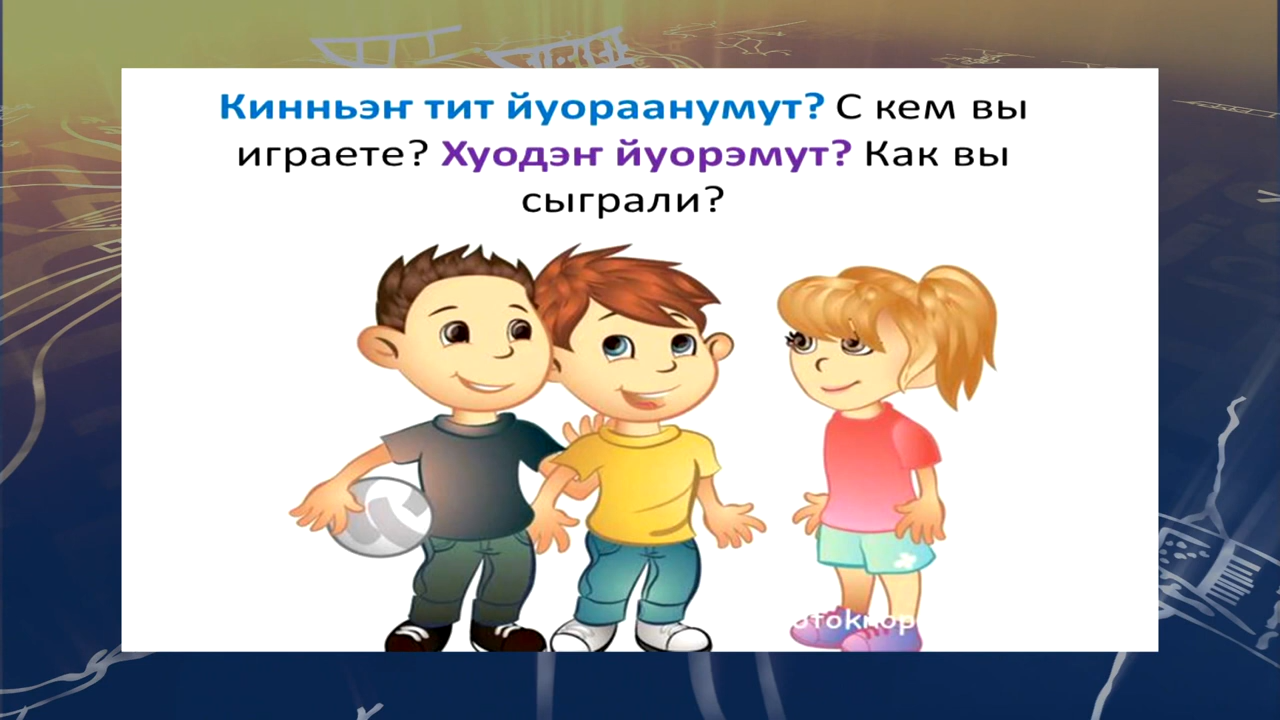 Кинньэҥ тит йуораанумут? С кем вы
играете? Хуодэҥ йуорэмут? Как вы
сыграли?